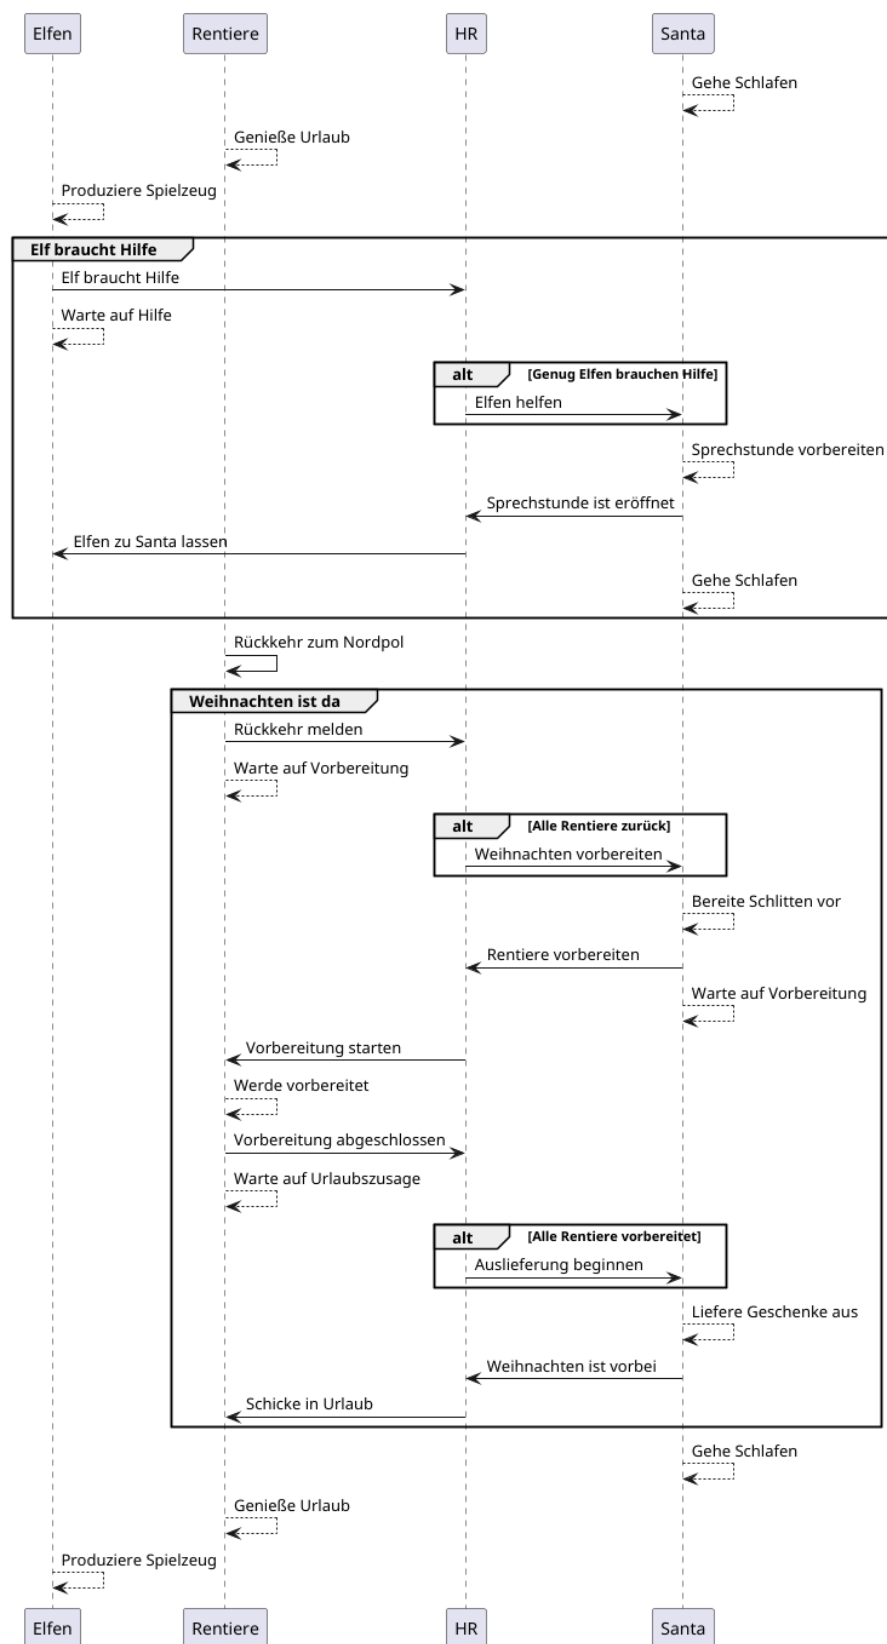 Elfen Rentiere HR Santa
Gehe Schlafen
Genieße Urlaub
Produziere Spielzeug
Elf braucht Hilfe
Elf braucht Hilfe
Warte auf Hilfe
alt [Genug Elfen brauchen Hilfe]
Elfen helfen
Sprechstunde vorbereiten
Sprechstunde ist eröffnet
Elfen zu Santa lassen
Gehe Schlafen
Rückkehr zum Nordpol
Weihnachten ist da
Rückkehr melden
Warte auf Vorbereitung
alt [Alle Rentiere zurück]
Weihnachten vorbereiten
Bereite Schlitten vor
Rentiere vorbereiten
Warte auf Vorbereitung
Vorbereitung starten
Werde vorbereitet
Vorbereitung abgeschlossen
Warte auf Urlaubszusage
alt [Alle Rentiere vorbereitet]
Auslieferung beginnen
Liefere Geschenke aus
Weihnachten ist vorbei
Schicke in Urlaub
Gehe Schlafen
Genieße Urlaub
Produziere Spielzeug
Elfen Rentiere HR Santa